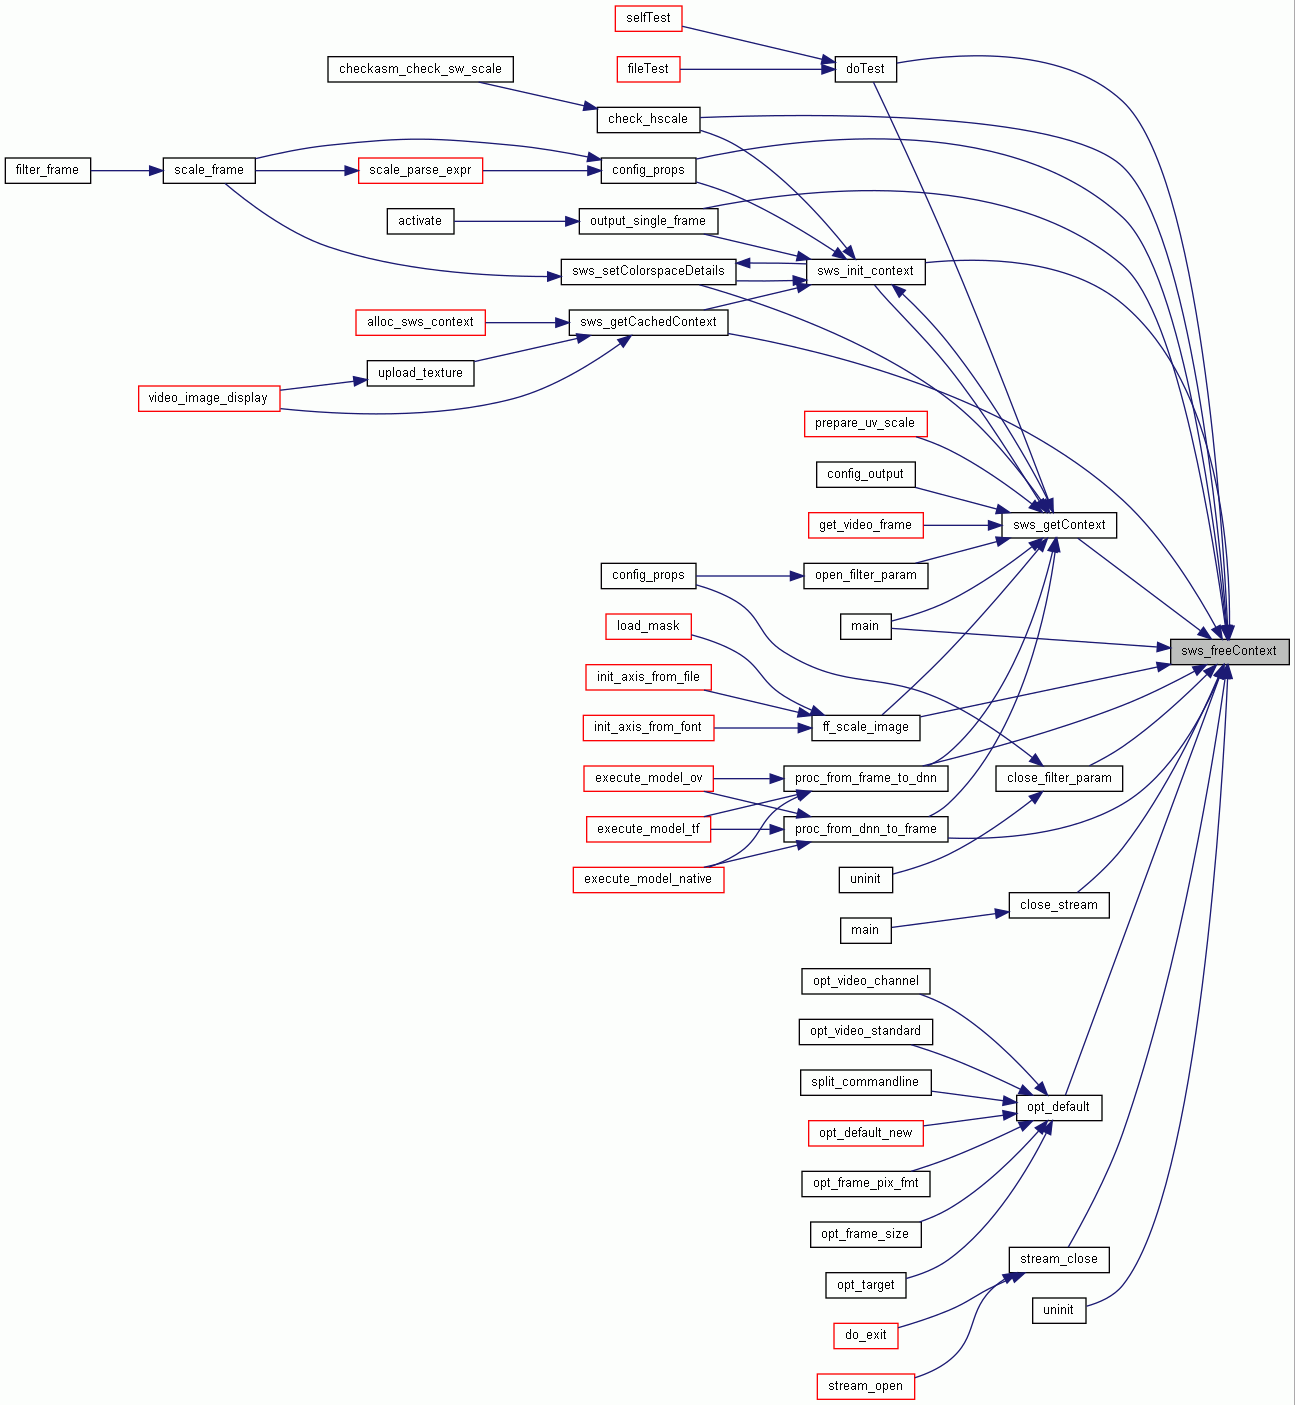 selfTest
fileTest
doTest
checkasm_check_sw_scale
check_hscale
filter_frame
scale_frame
scale_parse_expr
config_props
activate
output_single_frame
sws_setColorspaceDetails
sws_init_context
alloc_sws_context
sws_getCachedContext
upload_texture
video_image_display
prepare_uv_scale
config_output
get_video_frame
sws_getContext
config_props
open_filter_param
load_mask
main
sws_freeContext
init_axis_from_file
init_axis_from_font
ff_scale_image
execute_model_ov
proc_from_frame_to_dnn
close_filter_param
execute_model_tf
proc_from_dnn_to_frame
execute_model_native
uninit
close_stream
main
opt_video_channel
opt_video_standard
split_commandline
opt_default
opt_default_new
opt_frame_pix_fmt
opt_frame_size
stream_close
opt_target
uninit
do_exit
stream_open